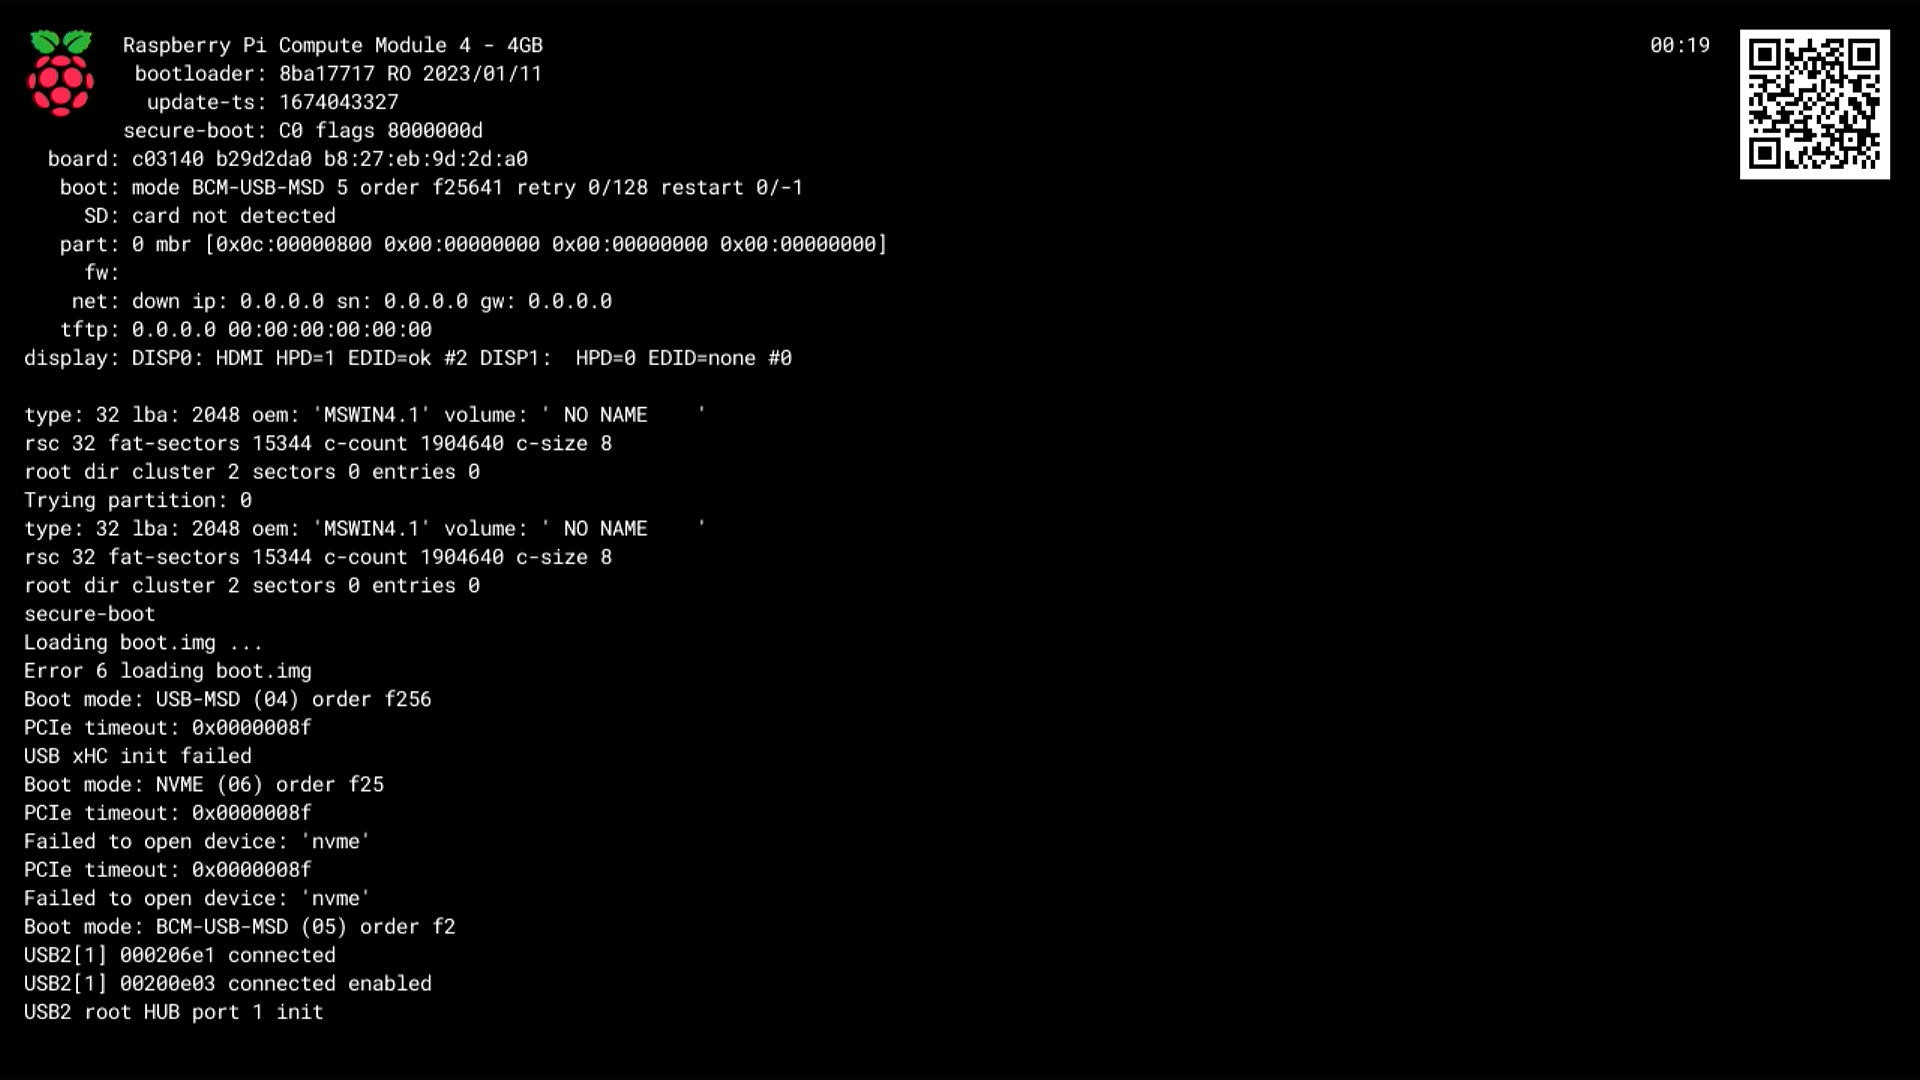 Raspberry Pi Compute Module 4 - 4GB
00:19
bootloader: 8ba17717 RO 2023/01/11
update-ts: 1674043327
secure-boot: C0 flags 8000000d
board: c03140 b29d2da0 b8:27:eb:9d:2d:a0
boot: mode BCM-USB-MSD 5 order f25641 retry 0/128 restart 0/-1
SD: card not detected
part: 0 mbr [0x0c:00000800 0x00:00000000 0x00:00000000 0x00:00000000]
fw:
net: down ip: 0.0.0.0 sn: 0.0.0.0 gw: 0.0.0.0
tftp: 0.0.0.0 00:00:00:00:00:00
display: DISP0: HDMI HPD=1 EDID=ok #2 DISP1:  HPD=0 EDID=none #0
type: 32 lba: 2048 oem: 'MSWIN4.1' volume: ' NO NAME    '
rsc 32 fat-sectors 15344 c-count 1904640 c-size 8
root dir cluster 2 sectors 0 entries 0
Trying partition: 0
type: 32 lba: 2048 oem: 'MSWIN4.1' volume: ' NO NAME    '
rsc 32 fat-sectors 15344 c-count 1904640 c-size 8
root dir cluster 2 sectors 0 entries 0
secure-boot
Loading boot.img ...
Error 6 loading boot.img
Boot mode: USB-MSD (04) order f256
PCIe timeout: 0x0000008f
USB xHC init failed
Boot mode: NVME (06) order f25
PCIe timeout: 0x0000008f
Failed to open device: 'nvme'
PCIe timeout: 0x0000008f
Failed to open device: 'nvme'
Boot mode: BCM-USB-MSD (05) order f2
USB2[1] 000206e1 connected
USB2[1] 00200e03 connected enabled
USB2 root HUB port 1 init